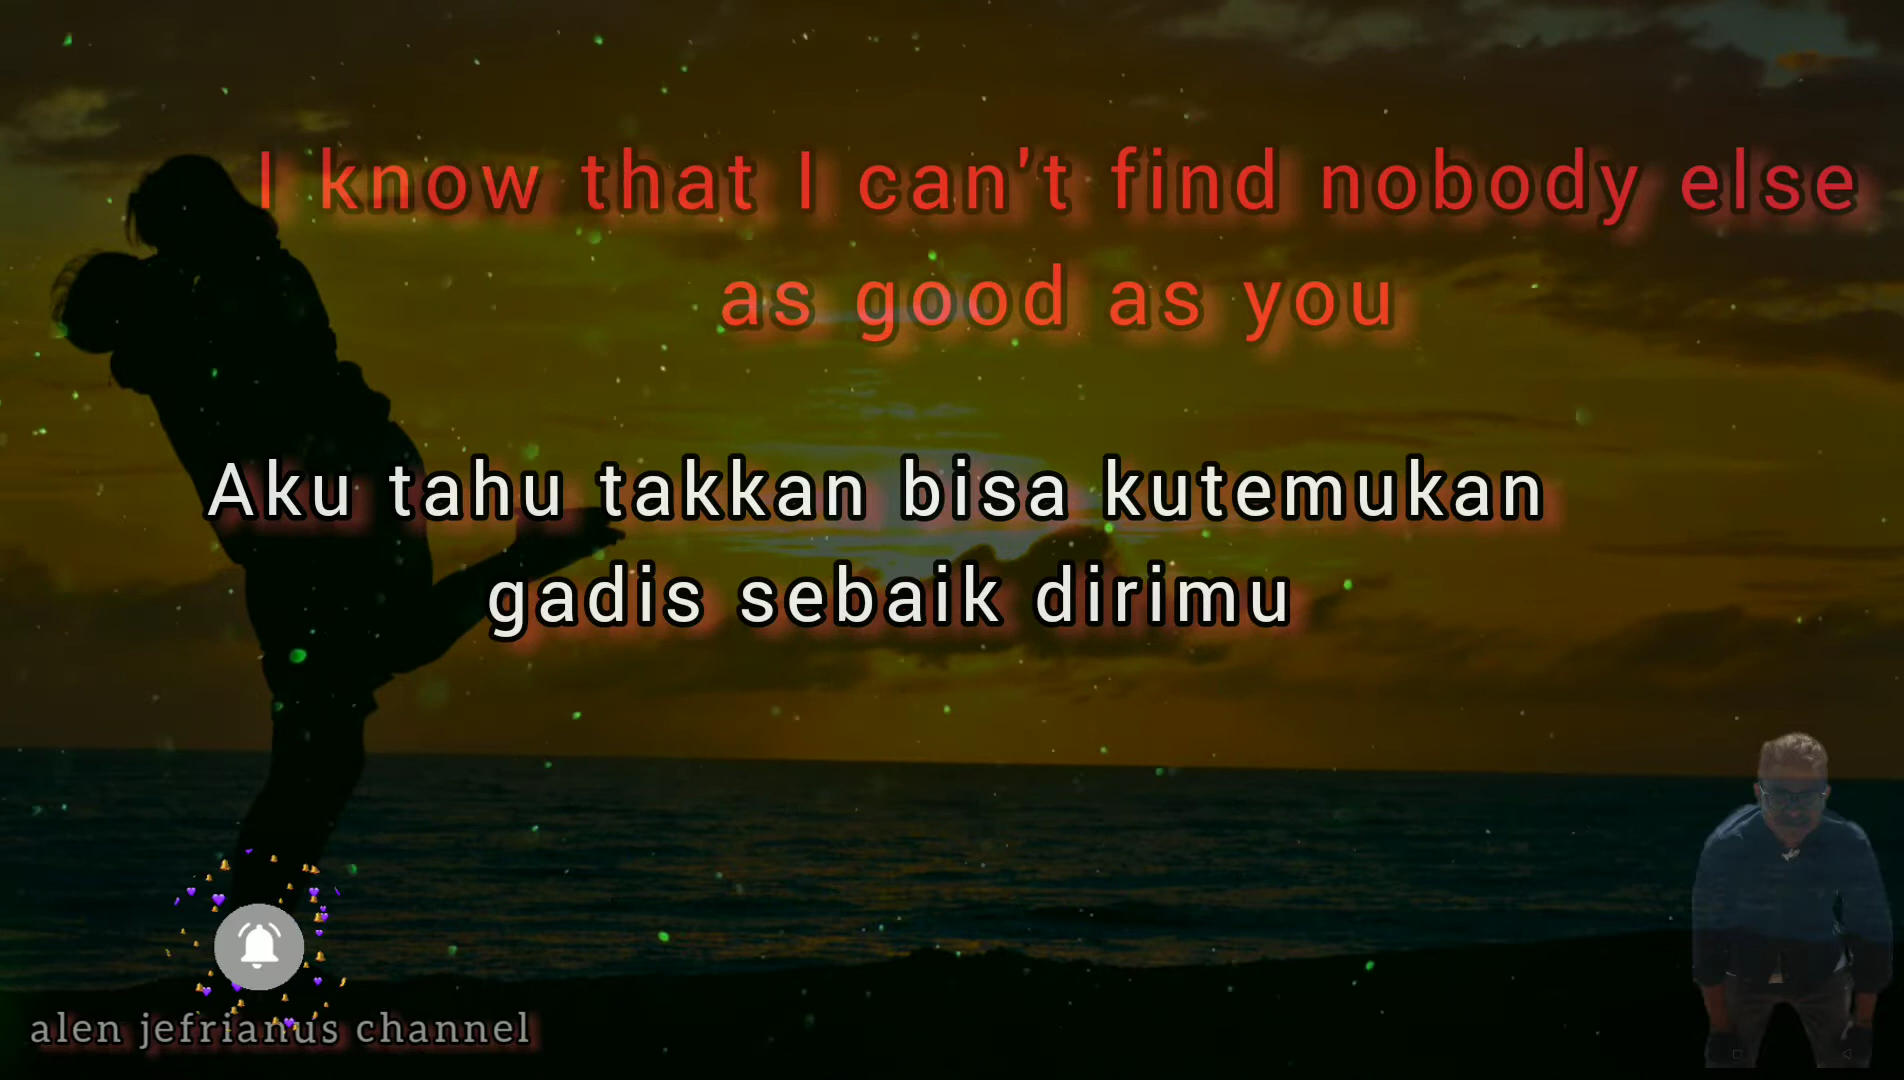 I know that I can't find nobody else
as good as you
Aku tahu takkan bisa kutemukan
gadis sebaik dirimu
alen jefrianus channel